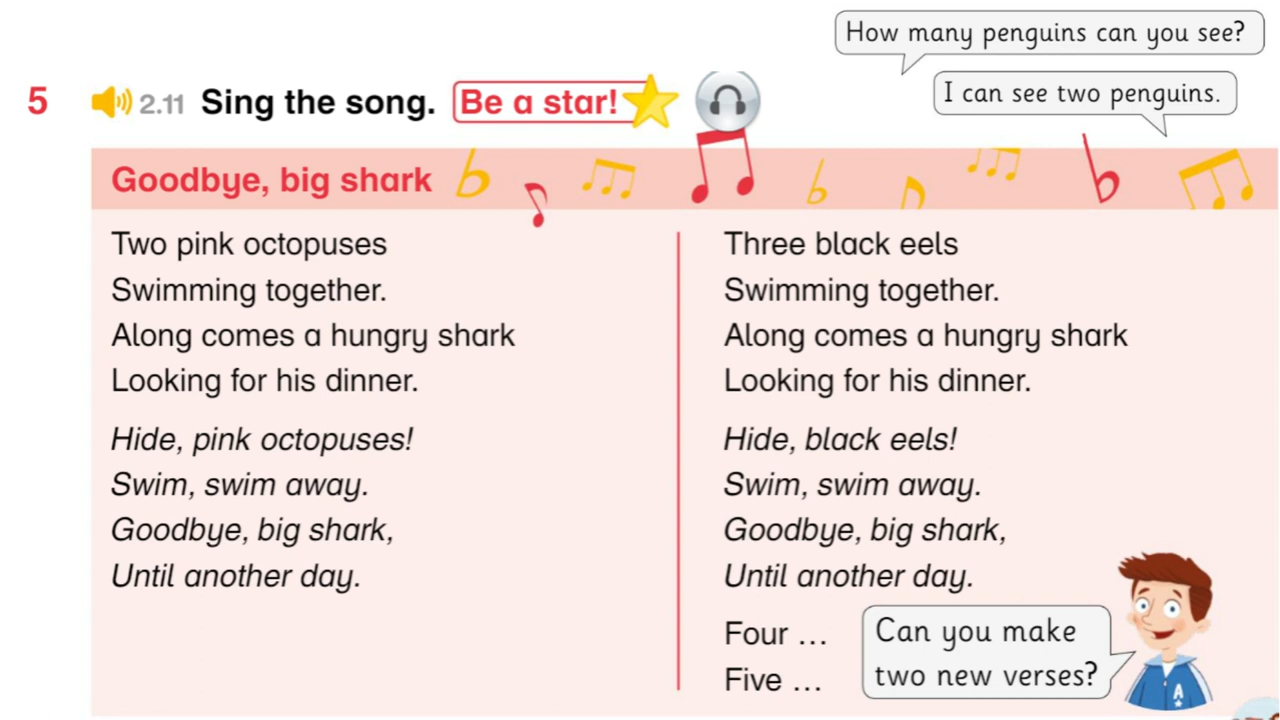 How many penguins can you see?
I can see two penguins.
5 2.11 Sing the song. Be a star!
Goodbye, big shark
Two pink octopuses
Swimming together.
Along comes a hungry shark
Looking for his dinner.
Hide, pink octopuses!
Swim, swim away.
Goodbye, big shark,
Until another day.
Three black eels
Swimming together.
Along comes a hungry shark
Looking for his dinner.
Hide, black eels!
Swim, swim away.
Goodbye, big shark,
Until another day.
Four ...
Five ...
Can you make
two new verses?
A